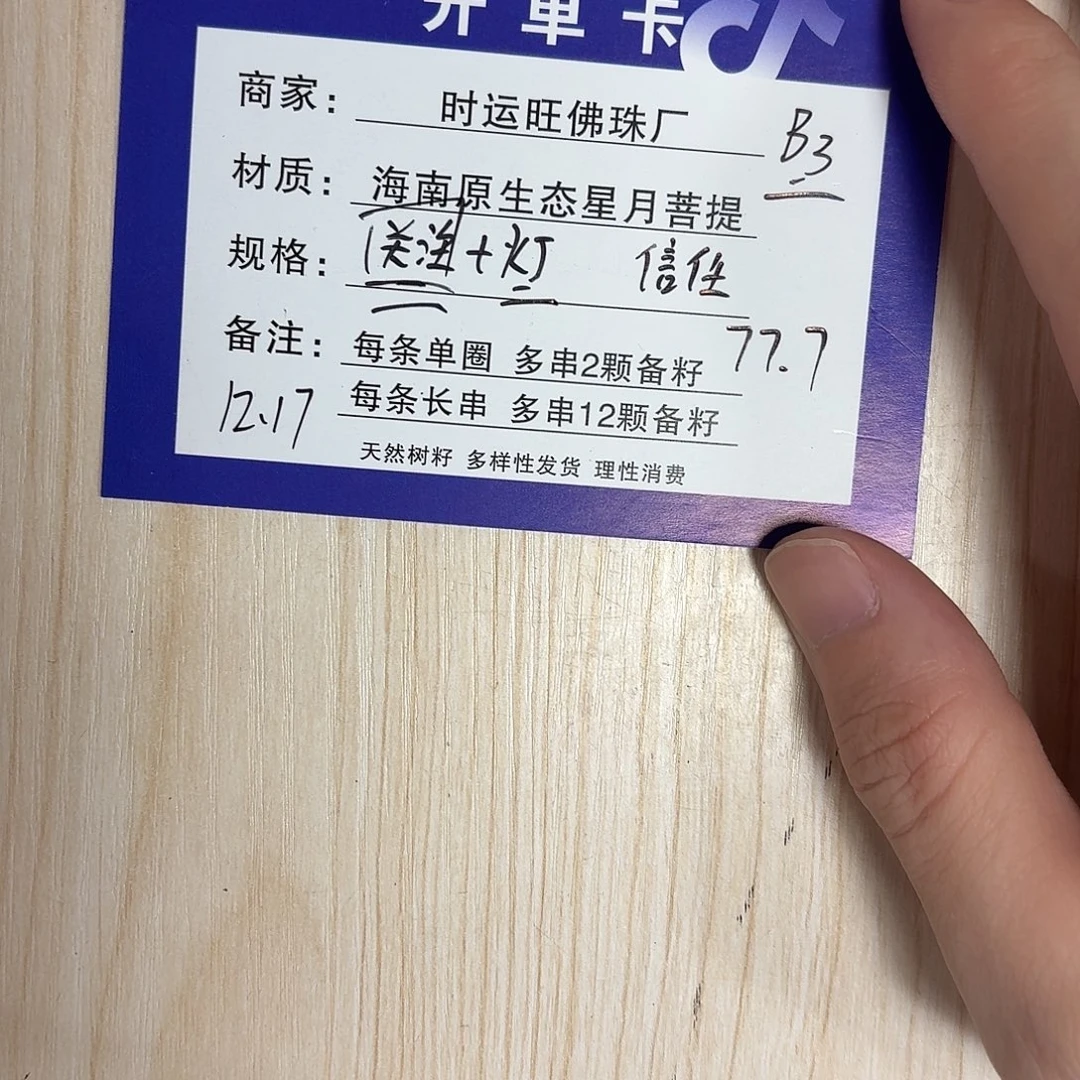 开单卡
商家： 时运旺佛珠厂 B3
材质： 海南原生态星月菩提
规格： 送泡+灯 信任
备注： 每条单圈 多串2颗备籽 77.7
12.17 每条长串 多串12颗备籽
天然树籽 多样性发货 理性消费